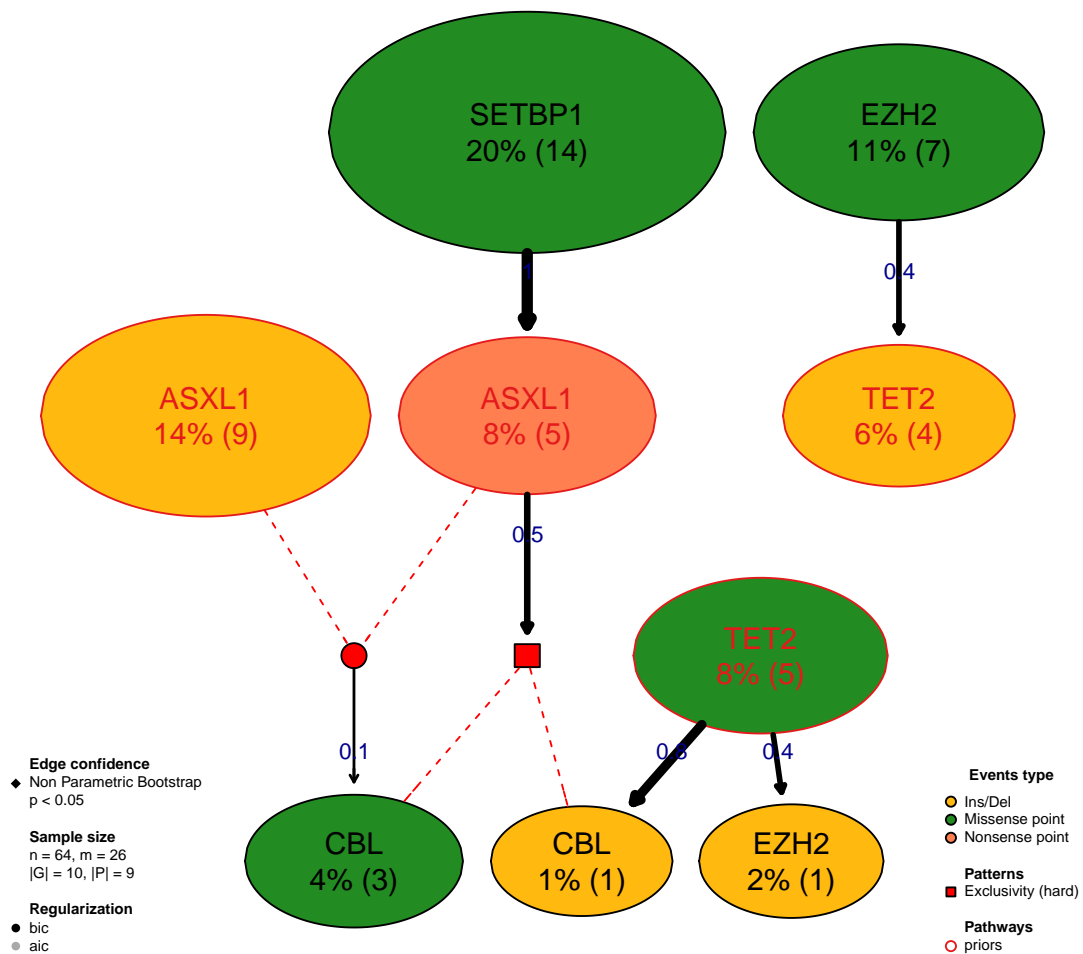 SETBP1
20% (14)
EZH2
11% (7)
1
0.4
ASXL1
14% (9)
ASXL1
8% (5)
TET2
6% (4)
0.5
TET2
8% (5)
0.1
0.8
0.4
CBL
4% (3)
CBL
1% (1)
EZH2
2% (1)
Edge confidence
Non Parametric Bootstrap
p < 0.05
Sample size
n = 64, m = 26
|G| = 10, |P| = 9
Regularization
bic
aic
Events type
Ins/Del
Missense point
Nonsense point
Patterns
Exclusivity (hard)
Pathways
priors